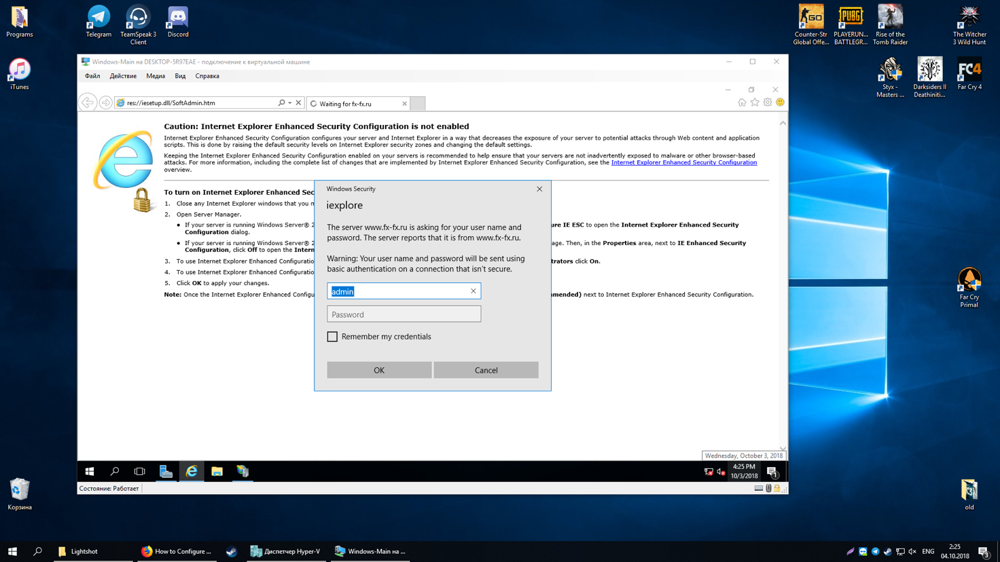 Programs
Telegram
TeamSpeak 3
Client
Discord
Counter-Str
Global Offe...
PLAYERUN...
BATTLEGR...
Rise of the
Tomb Raider
The Witcher
3 Wild Hunt
iTunes
Styx -
Masters ...
Darksiders II
Deathiniti...
Far Cry 4
Windows-Main на DESKTOP-5R97EAE - подключение к виртуальной машине
Файл Действие Медиа Вид Справка
res://iesetup.dll/SoftAdmin.htm
Waiting for fx-fx.ru
Caution: Internet Explorer Enhanced Security Configuration is not enabled
Internet Explorer Enhanced Security Configuration configures your server and Internet Explorer in a way that decreases the exposure of your server to potential attacks through Web content and application
scripts. This is done by raising the default security levels on Internet Explorer security zones and changing the default settings.
Keeping the Internet Explorer Enhanced Security Configuration enabled on your servers is recommended to help ensure that your servers are not inadvertently exposed to malware or other browser-based
attacks. For more information, including the complete list of changes that are implemented by Internet Explorer Enhanced Security Configuration, see the Internet Explorer Enhanced Security Configuration
overview.
To turn on Internet Explorer Enhanced Sec
1. Close any Internet Explorer windows that you m
2. Open Server Manager.
If your server is running Windows Server® 2
re IE ESC to open the Internet Explorer Enhanced Security
Configuration dialog.
If your server is running Windows Server® 2
age. Then, in the Properties area, next to IE Enhanced Security
Configuration, click Off to open the Intern
3. To use Internet Explorer Enhanced Configuratio
trators click On.
4. To use Internet Explorer Enhanced Configuratio
5. Click OK to apply your changes.
Note: Once the Internet Explorer Enhanced Configu
mmended) next to Internet Explorer Enhanced Security Configuration.
Windows Security
iexplore
The server www.fx-fx.ru is asking for your user name and
password. The server reports that it is from www.fx-fx.ru.
Warning: Your user name and password will be sent using
basic authentication on a connection that isn't secure.
admin
Password
Remember my credentials
OK
Cancel
Far Cry
Primal
Wednesday, October 3, 2018
4:25 PM
10/3/2018
1
Состояние: Работает
Корзина
old
Lightshot
How to Configure ...
Диспетчер Hyper-V
Windows-Main на ...
ENG
2:25
04.10.2018
3